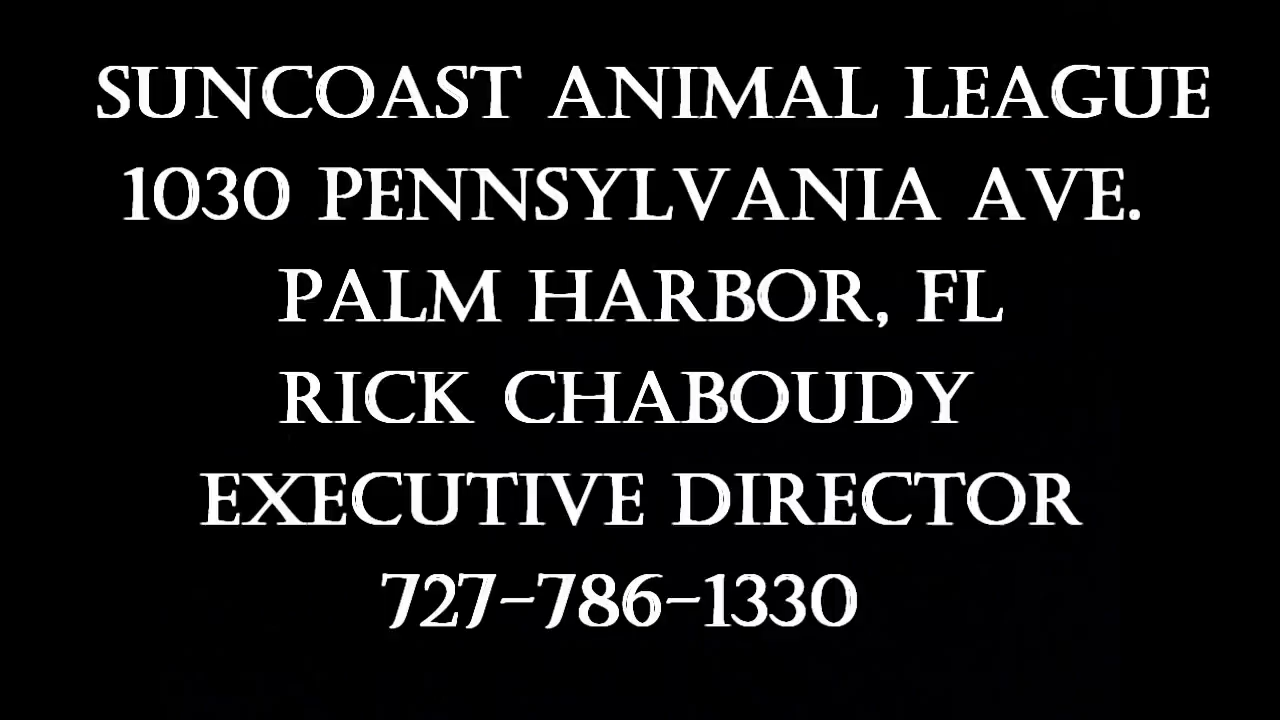 SUNCOAST ANIMAL LEAGUE
1030 PENNSYLVANIA AVE.
PALM HARBOR, FL
RICK CHABOUDY
EXECUTIVE DIRECTOR
727-786-1330